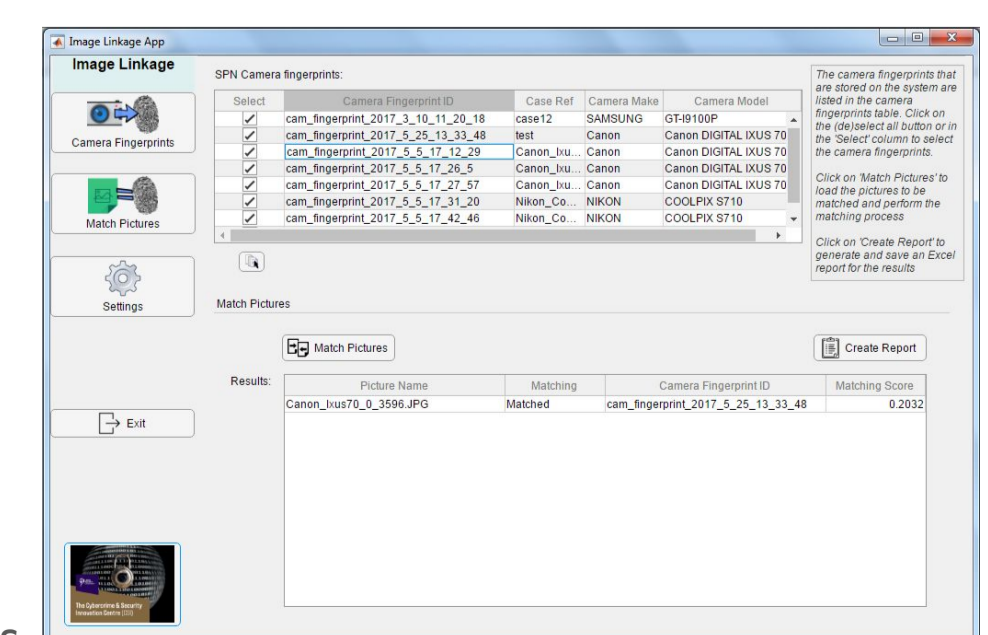 Image Linkage App
Image Linkage
Camera Fingerprints
Match Pictures
Settings
Exit
The Cybercrime & Security
Innovation Centre (CSI)
SPN Camera fingerprints:
Select Camera Fingerprint ID Case Ref Camera Make Camera Model
cam_fingerprint_2017_3_10_11_20_18 case12 SAMSUNG GT-I9100P
cam_fingerprint_2017_5_25_13_33_48 test Canon Canon DIGITAL IXUS 70
cam_fingerprint_2017_5_5_17_12_29 Canon_Ixu... Canon Canon DIGITAL IXUS 70
cam_fingerprint_2017_5_5_17_26_5 Canon_Ixu... Canon Canon DIGITAL IXUS 70
cam_fingerprint_2017_5_5_17_27_57 Canon_Ixu... Canon Canon DIGITAL IXUS 70
cam_fingerprint_2017_5_5_17_31_20 Nikon_Co... NIKON COOLPIX S710
cam_fingerprint_2017_5_5_17_42_46 Nikon_Co... NIKON COOLPIX S710
The camera fingerprints that
are stored on the system are
listed in the camera
fingerprints table. Click on
the (de)select all button or in
the 'Select' column to select
the camera fingerprints.
Click on 'Match Pictures' to
load the pictures to be
matched and perform the
matching process
Click on 'Create Report' to
generate and save an Excel
report for the results
Match Pictures
Match Pictures
Create Report
Results:
Picture Name Matching Camera Fingerprint ID Matching Score
Canon_Ixus70_0_3596.JPG Matched cam_fingerprint_2017_5_25_13_33_48 0.2032